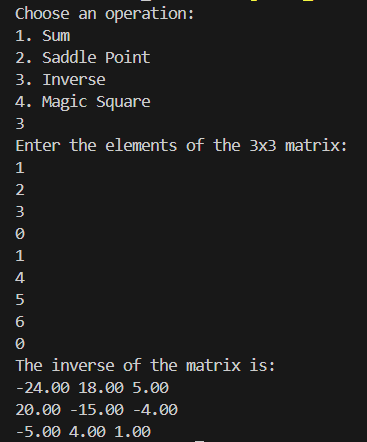 Choose an operation:
1. Sum
2. Saddle Point
3. Inverse
4. Magic Square
3
Enter the elements of the 3x3 matrix:
1
2
3
0
1
4
5
6
0
The inverse of the matrix is:
-24.00 18.00 5.00
20.00 -15.00 -4.00
-5.00 4.00 1.00